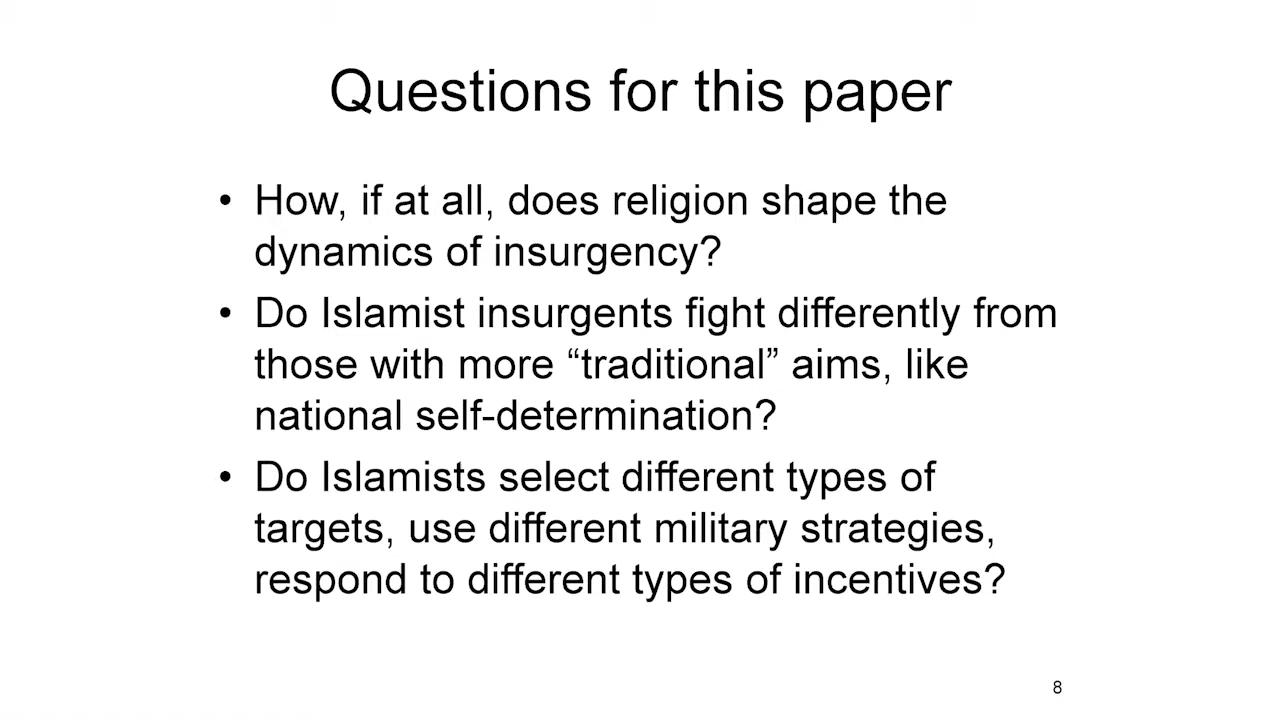 Questions for this paper
• How, if at all, does religion shape the
dynamics of insurgency?
• Do Islamist insurgents fight differently from
those with more “traditional” aims, like
national self-determination?
• Do Islamists select different types of
targets, use different military strategies,
respond to different types of incentives?
8